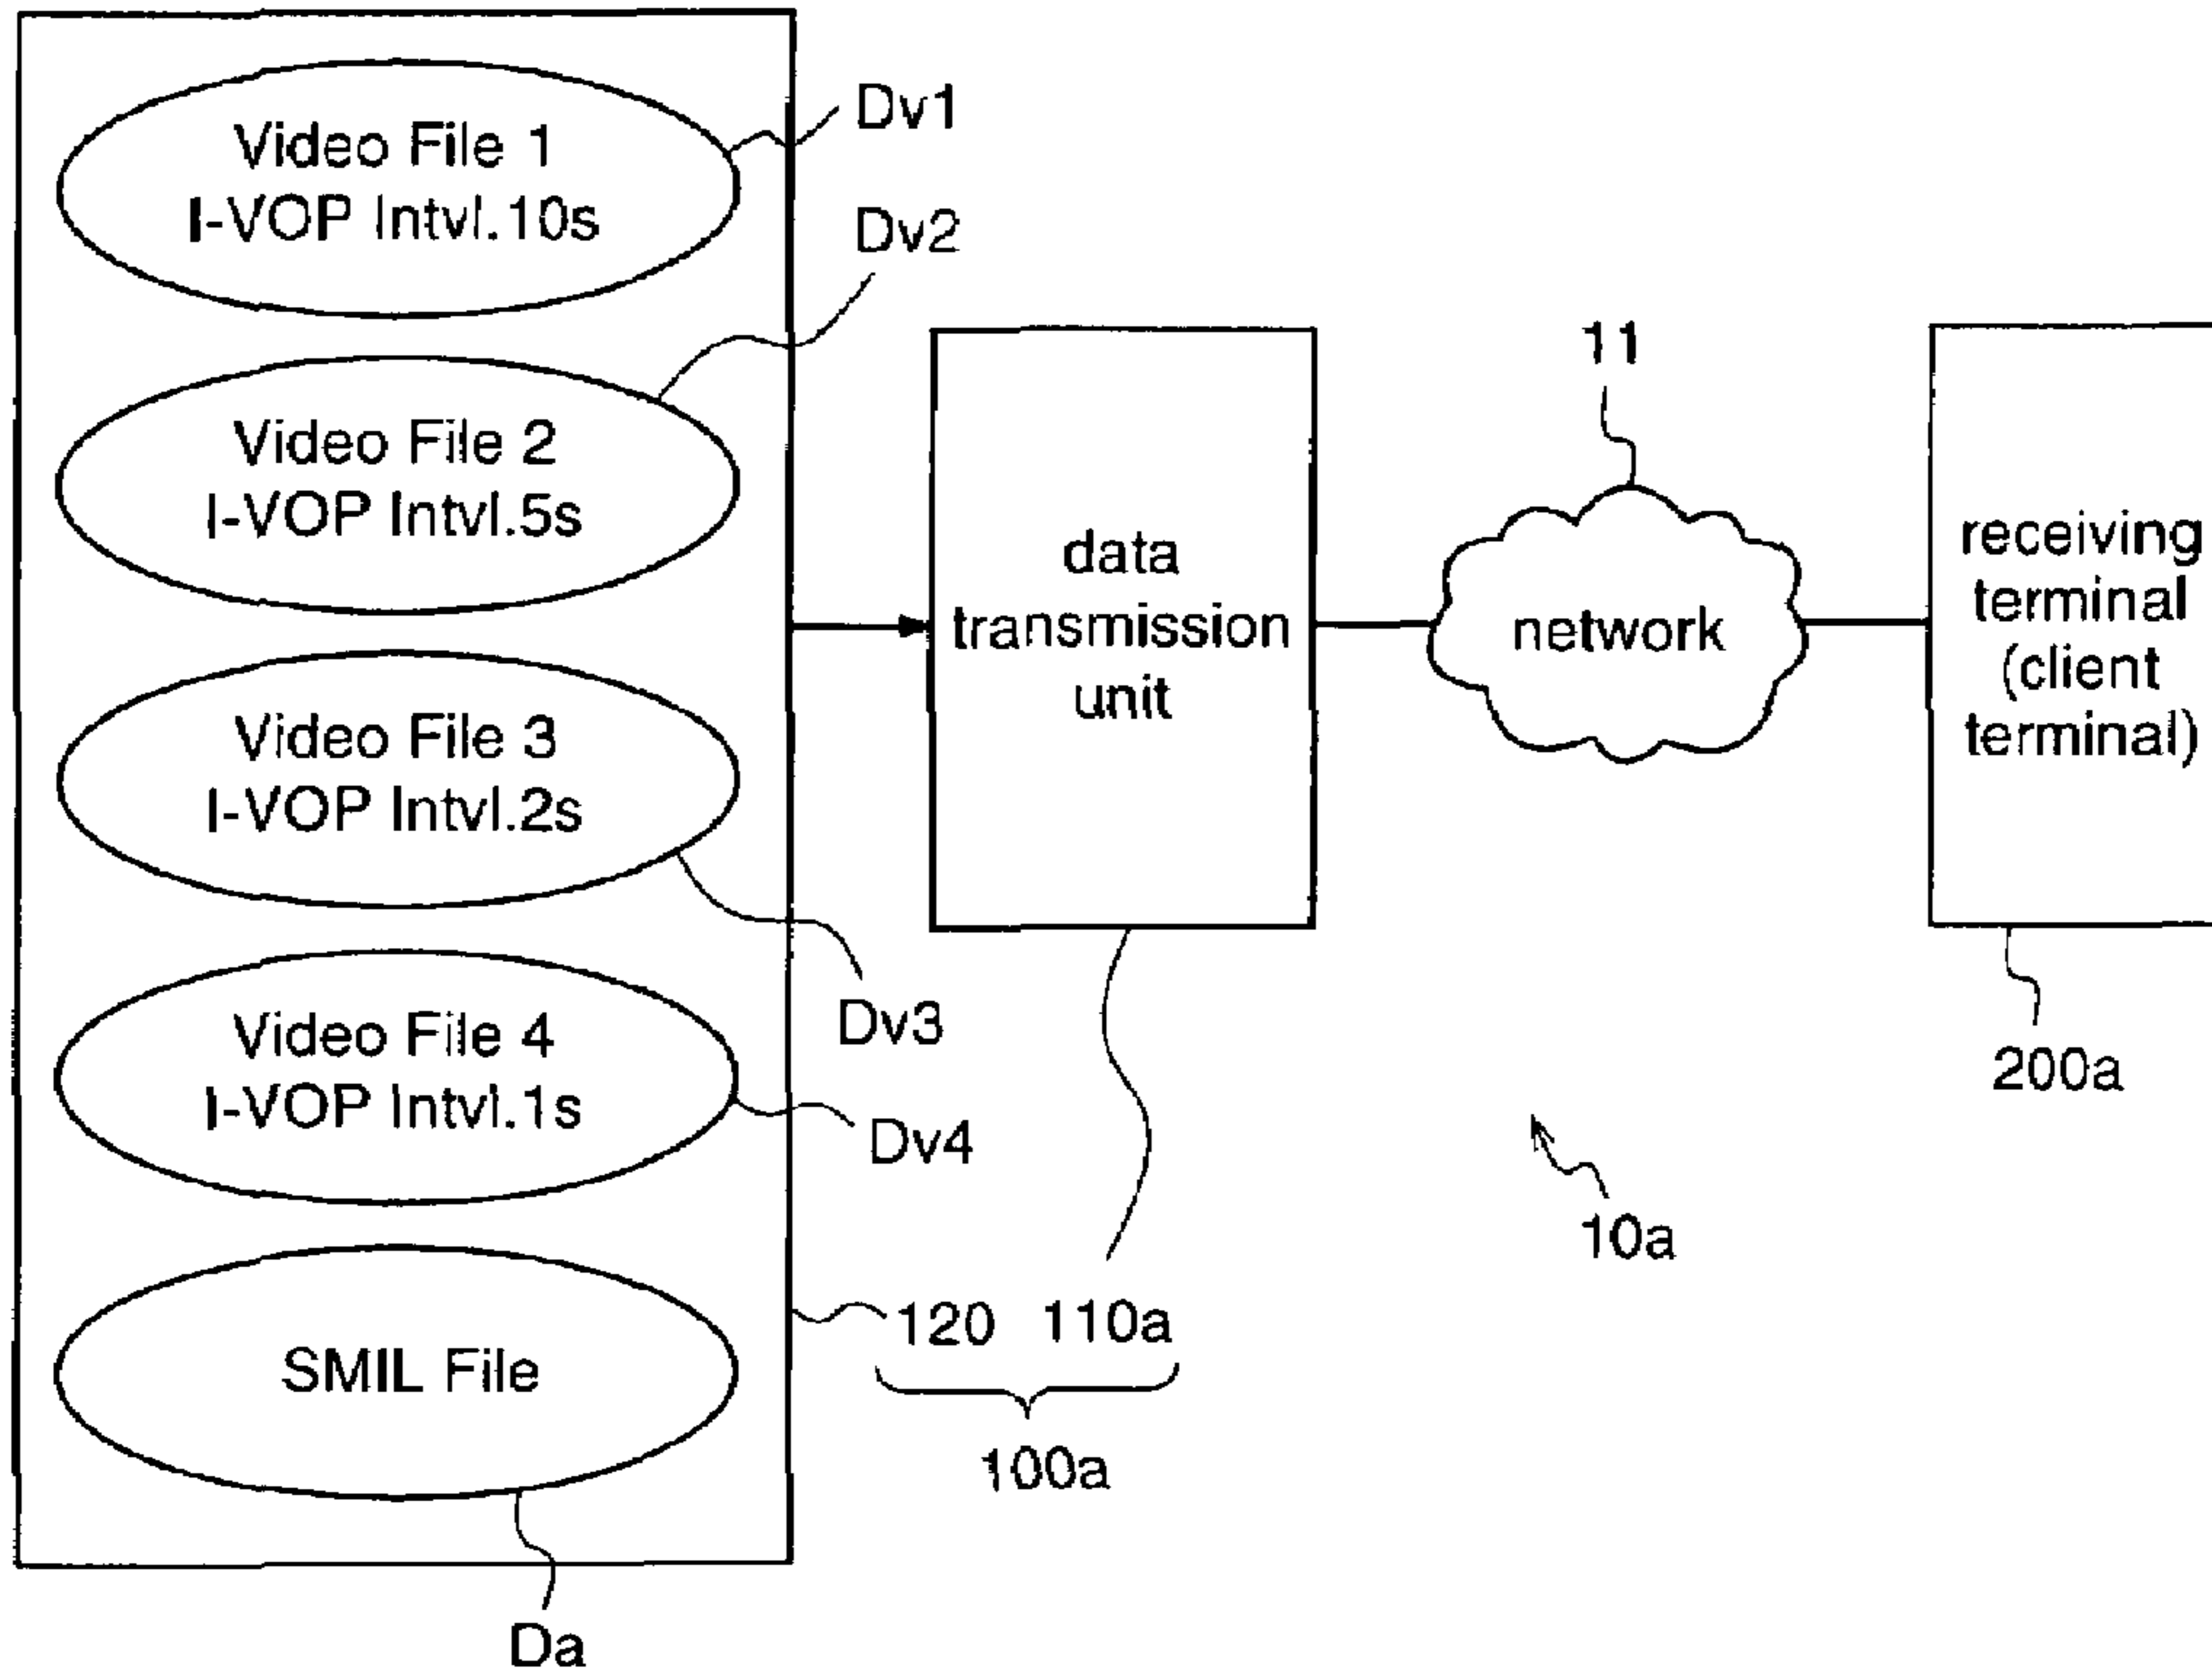 Video File 1
I-VOP Intvl.10s
Dv1
Dv2
Video File 2
I-VOP Intvl.5s
Video File 3
I-VOP Intvl.2s
Dv3
Video File 4
I-VOP Intvl.1s
Dv4
SMIL File
Da
data
transmission
unit
11
network
receiving
terminal
(client
terminal)
200a
10a
120
110a
100a